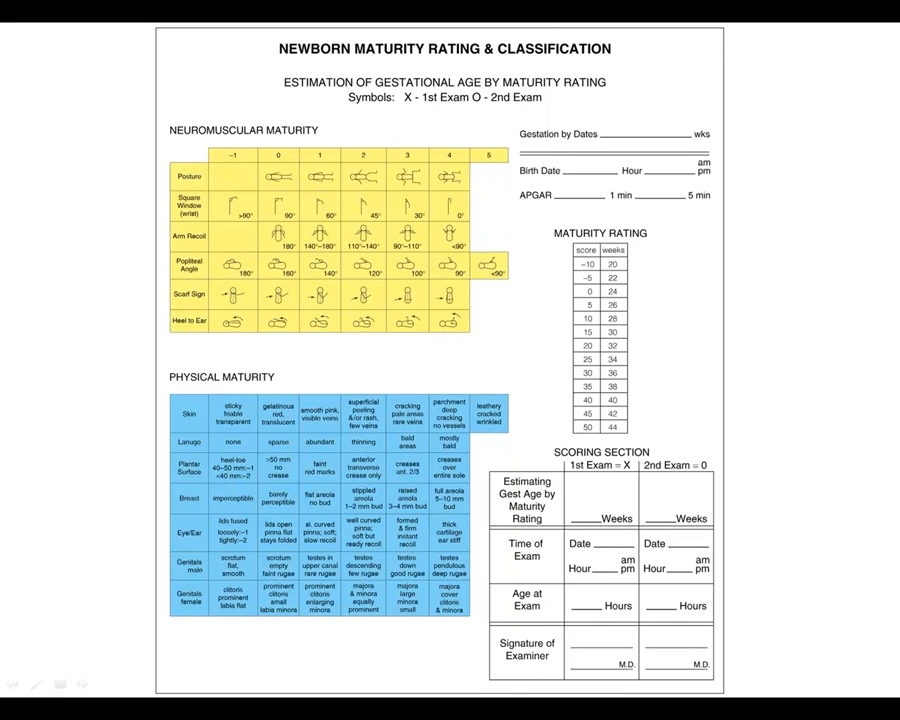 NEWBORN MATURITY RATING & CLASSIFICATION
ESTIMATION OF GESTATIONAL AGE BY MATURITY RATING
Symbols: X - 1st Exam O - 2nd Exam
NEUROMUSCULAR MATURITY
–1 0 1 2 3 4 5
Posture
Square Window (wrist) >90° 90° 60° 45° 30° 0°
Arm Recoil 180° 140°–180° 110°–140° 90°–110° <90°
Popliteal Angle 180° 160° 140° 120° 100° 90° <90°
Scarf Sign
Heel to Ear
PHYSICAL MATURITY
Skin | sticky friable transparent | gelatinous red, translucent | smooth pink, visible veins | superficial peeling &/or rash, few veins | cracking pale areas rare veins | parchment deep cracking no vessels | leathery cracked wrinkled
Lanugo | none | sparse | abundant | thinning | bald areas | mostly bald
Plantar Surface | heel-toe 40–50 mm:–1 <40 mm:–2 | >50 mm no crease | faint red marks | anterior transverse crease only | creases ant. 2/3 | creases over entire sole
Breast | imperceptible | barely perceptible | flat areola no bud | stippled areola 1–2 mm bud | raised areola 3–4 mm bud | full areola 5–10 mm bud
Eye/Ear | lids fused loosely:–1 tightly:–2 | lids open pinna flat stays folded | sl. curved pinna; soft; slow recoil | well curved pinna; soft but ready recoil | formed & firm instant recoil | thick cartilage ear stiff
Genitals male | scrotum flat, smooth | scrotum empty faint rugae | testes in upper canal rare rugae | testes descending few rugae | testes down good rugae | testes pendulous deep rugae
Genitals female | clitoris prominent labia flat | prominent clitoris small labia minora | prominent clitoris enlarging minora | majora & minora equally prominent | majora large minora small | majora cover clitoris & minora
Gestation by Dates wks
Birth Date Hour am pm
APGAR 1 min 5 min
MATURITY RATING
score weeks
–10 20
–5 22
0 24
5 26
10 28
15 30
20 32
25 34
30 36
35 38
40 40
45 42
50 44
SCORING SECTION
1st Exam = X 2nd Exam = 0
Estimating Gest Age by Maturity Rating Weeks Weeks
Time of Exam Date Hour am pm Date Hour am pm
Age at Exam Hours Hours
Signature of Examiner M.D. M.D.